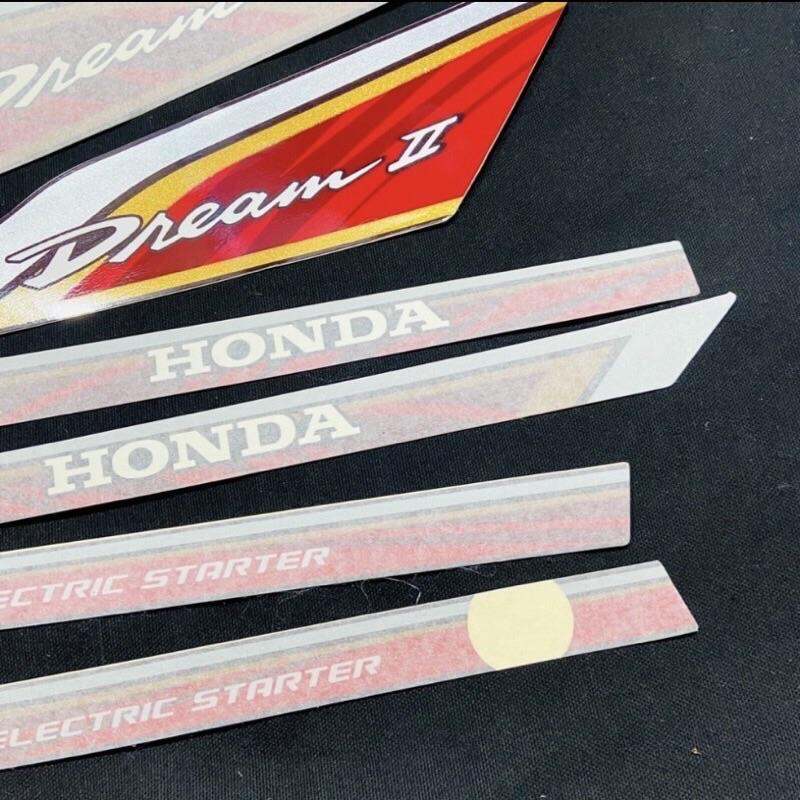 Dream
Dream II
HONDA
HONDA
ECTRIC STARTER
ELECTRIC STARTER